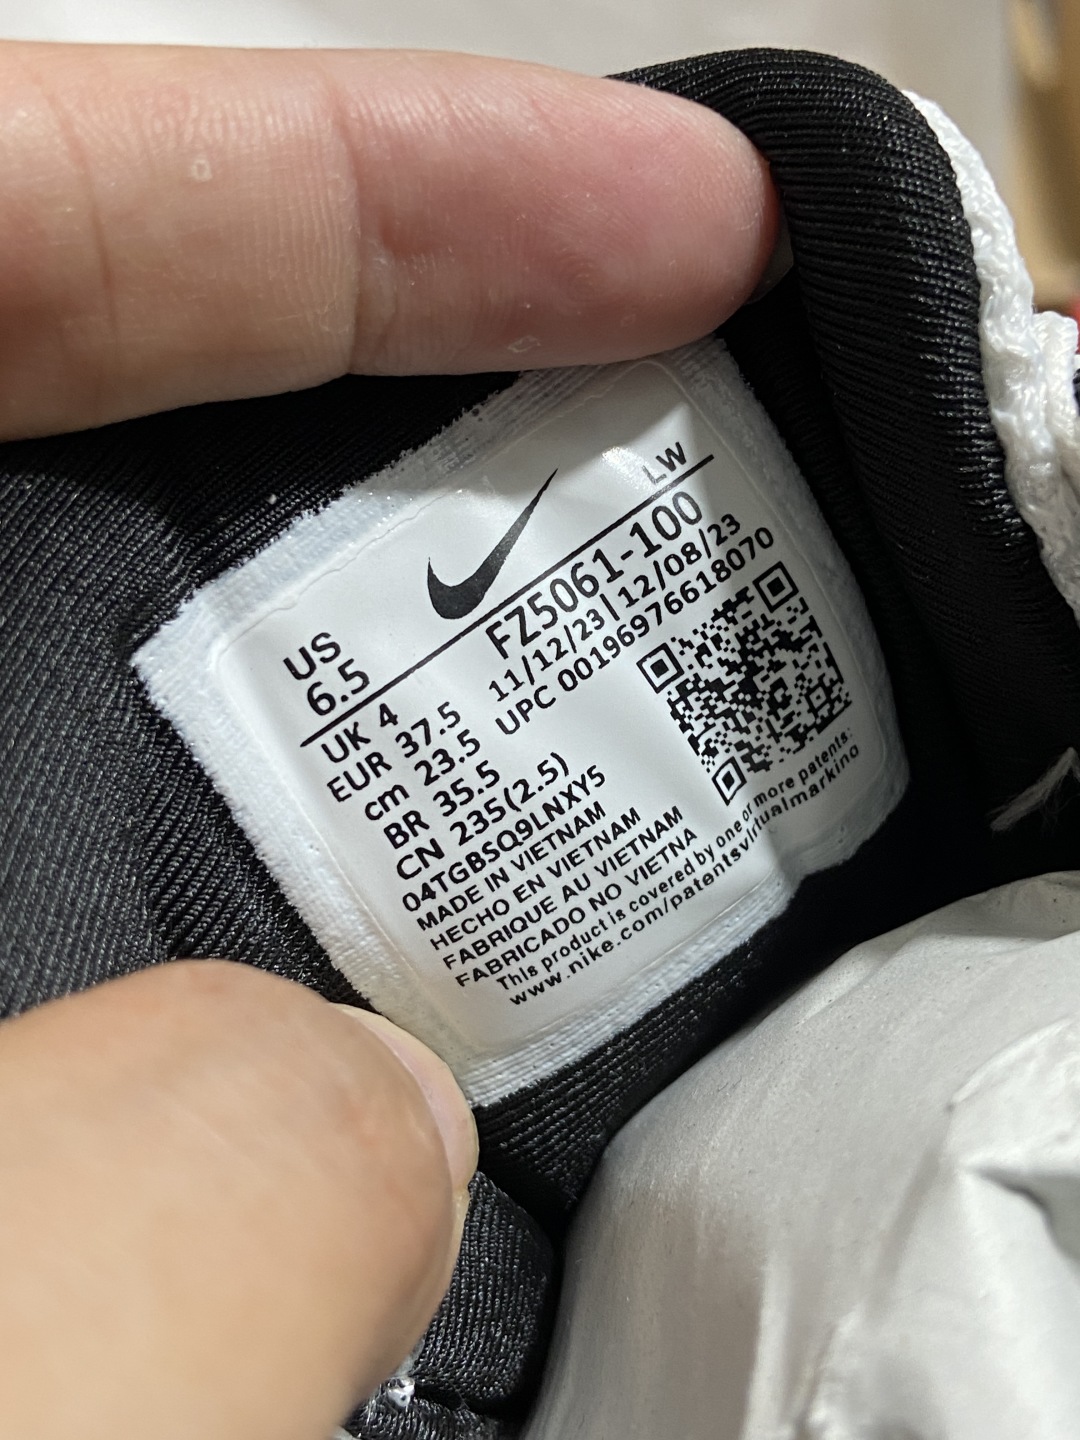 LW
US
6.5
FZ5061-100
UK 4
11/12/23|12/08/23
EUR 37.5
UPC 00196976618070
cm 23.5
BR 35.5
CN 235(2.5)
04TGBSQ9LNXY5
MADE IN VIETNAM
HECHO EN VIETNAM
FABRIQUE AU VIETNAM
FABRICADO NO VIETNA
This product is covered by one or more patents:
www.nike.com/patentsvirtualmarking